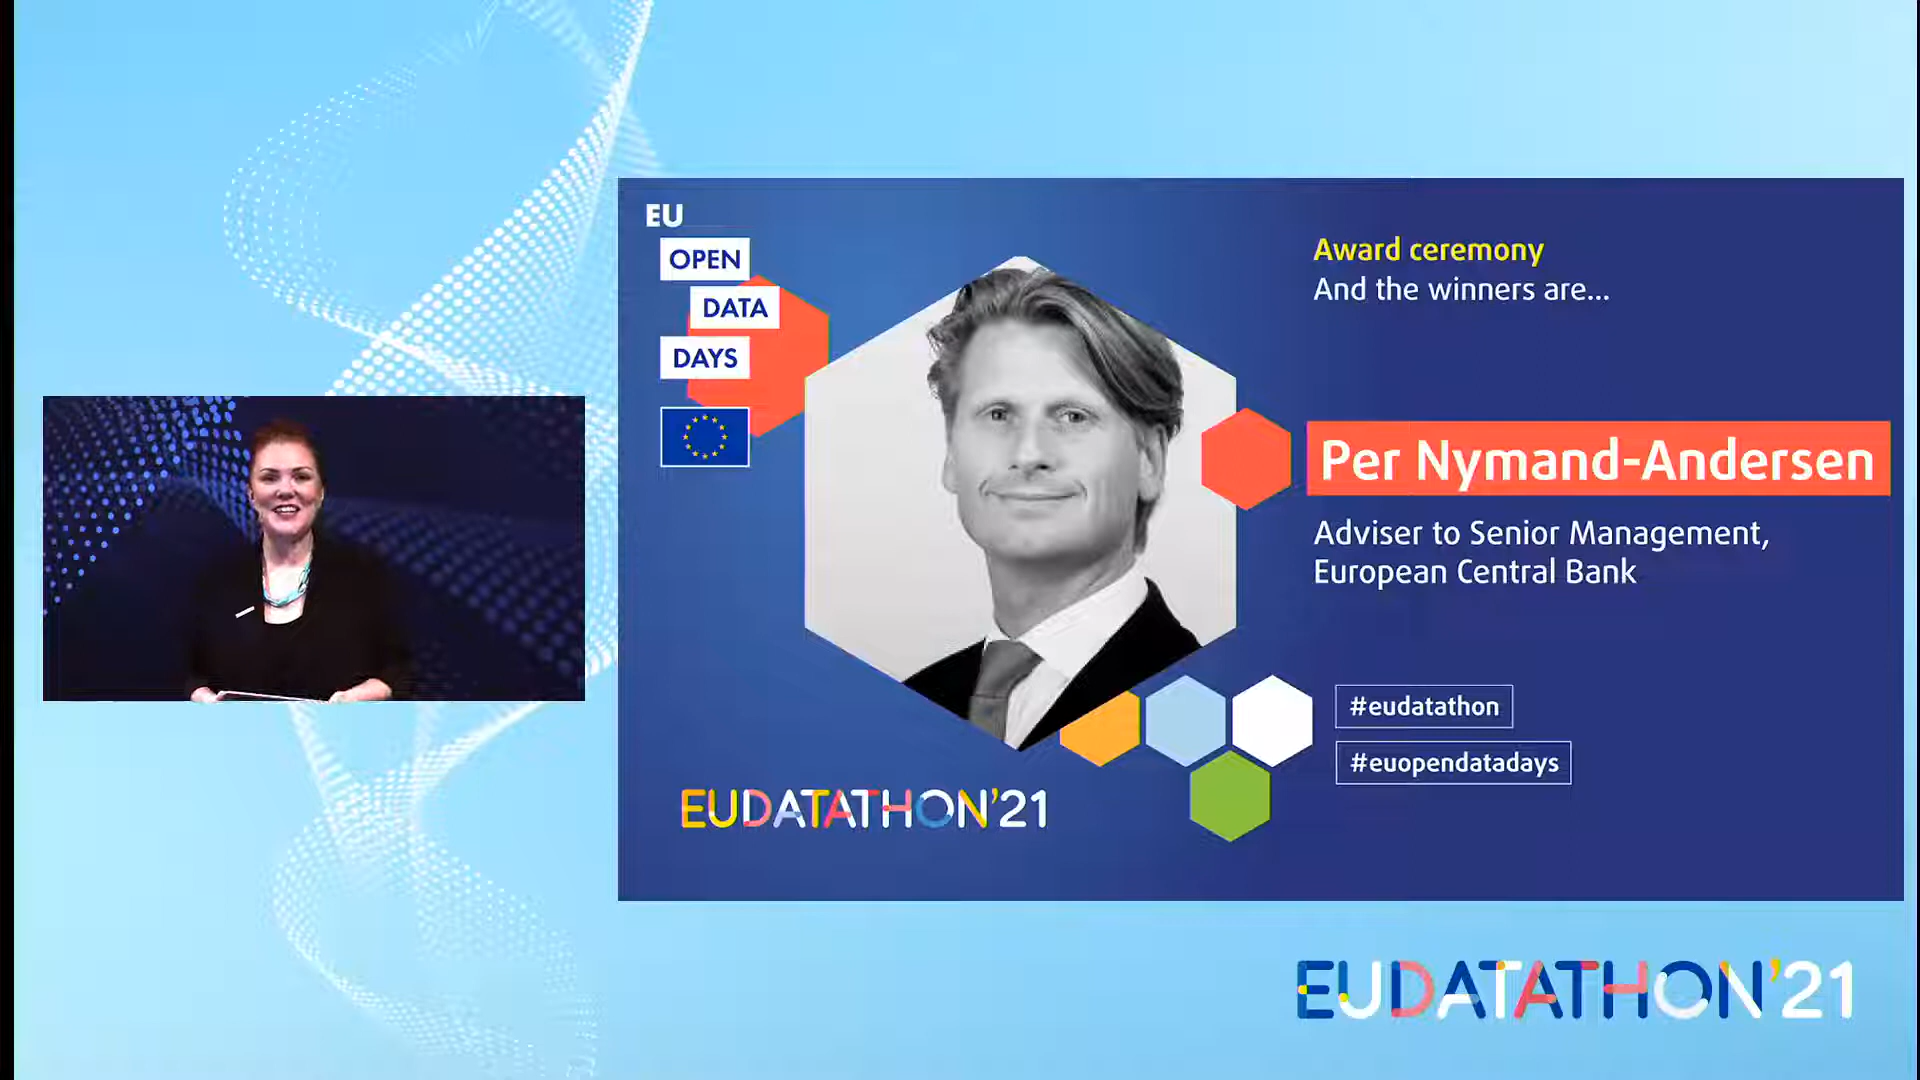 EU
OPEN
DATA
DAYS
Award ceremony
And the winners are...
Per Nymand-Andersen
Adviser to Senior Management,
European Central Bank
#eudatathon
#euopendatadays
EUDATATHON'21
EUDATATHON'21